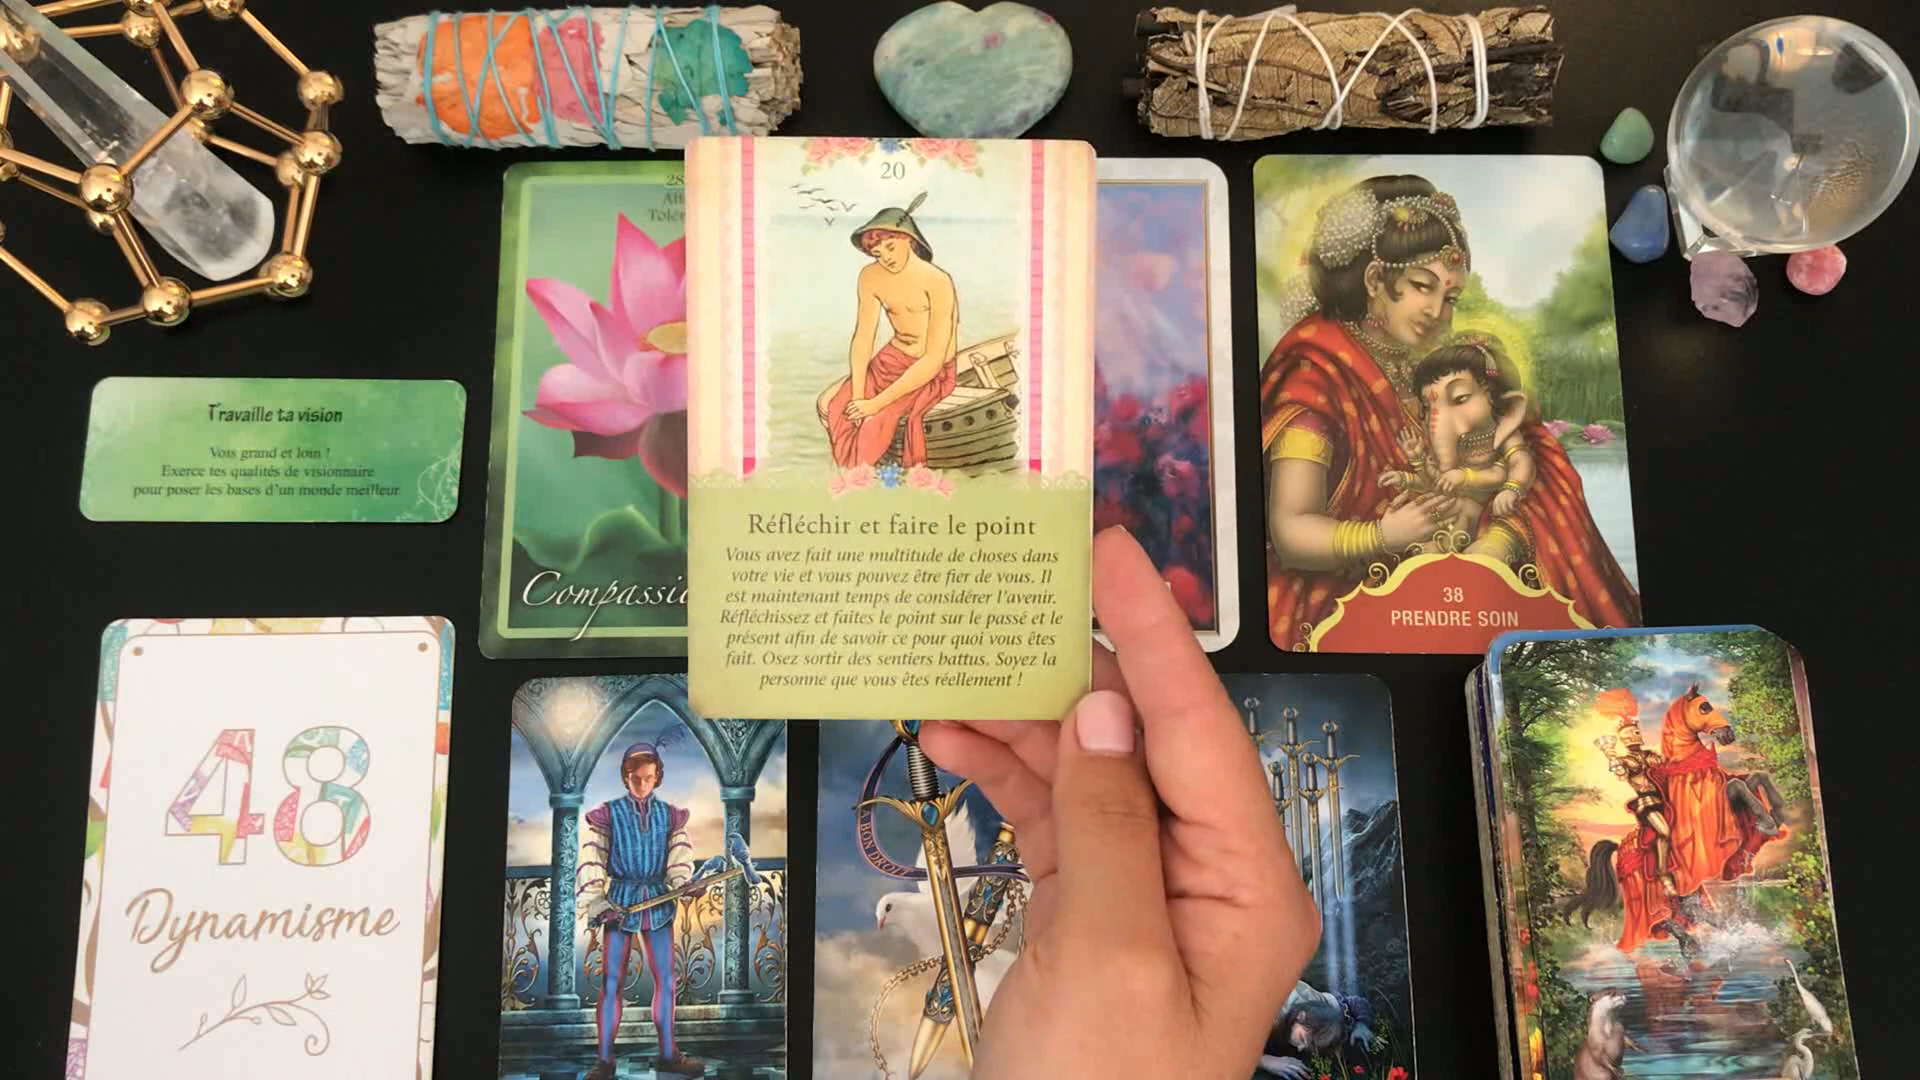 20
28
Travaille ta vision
Vois grand et loin !
Exerce tes qualités de visionnaire
pour poser les bases d'un monde meilleur
Compassi
Réfléchir et faire le point
Vous avez fait une multitude de choses dans
votre vie et vous pouvez être fier de vous. Il
est maintenant temps de considérer l'avenir.
Réfléchissez et faites le point sur le passé et le
présent afin de savoir ce pour quoi vous êtes
fait. Osez sortir des sentiers battus. Soyez la
personne que vous êtes réellement !
38
PRENDRE SOIN
48
Dynamisme
A BON DROIT